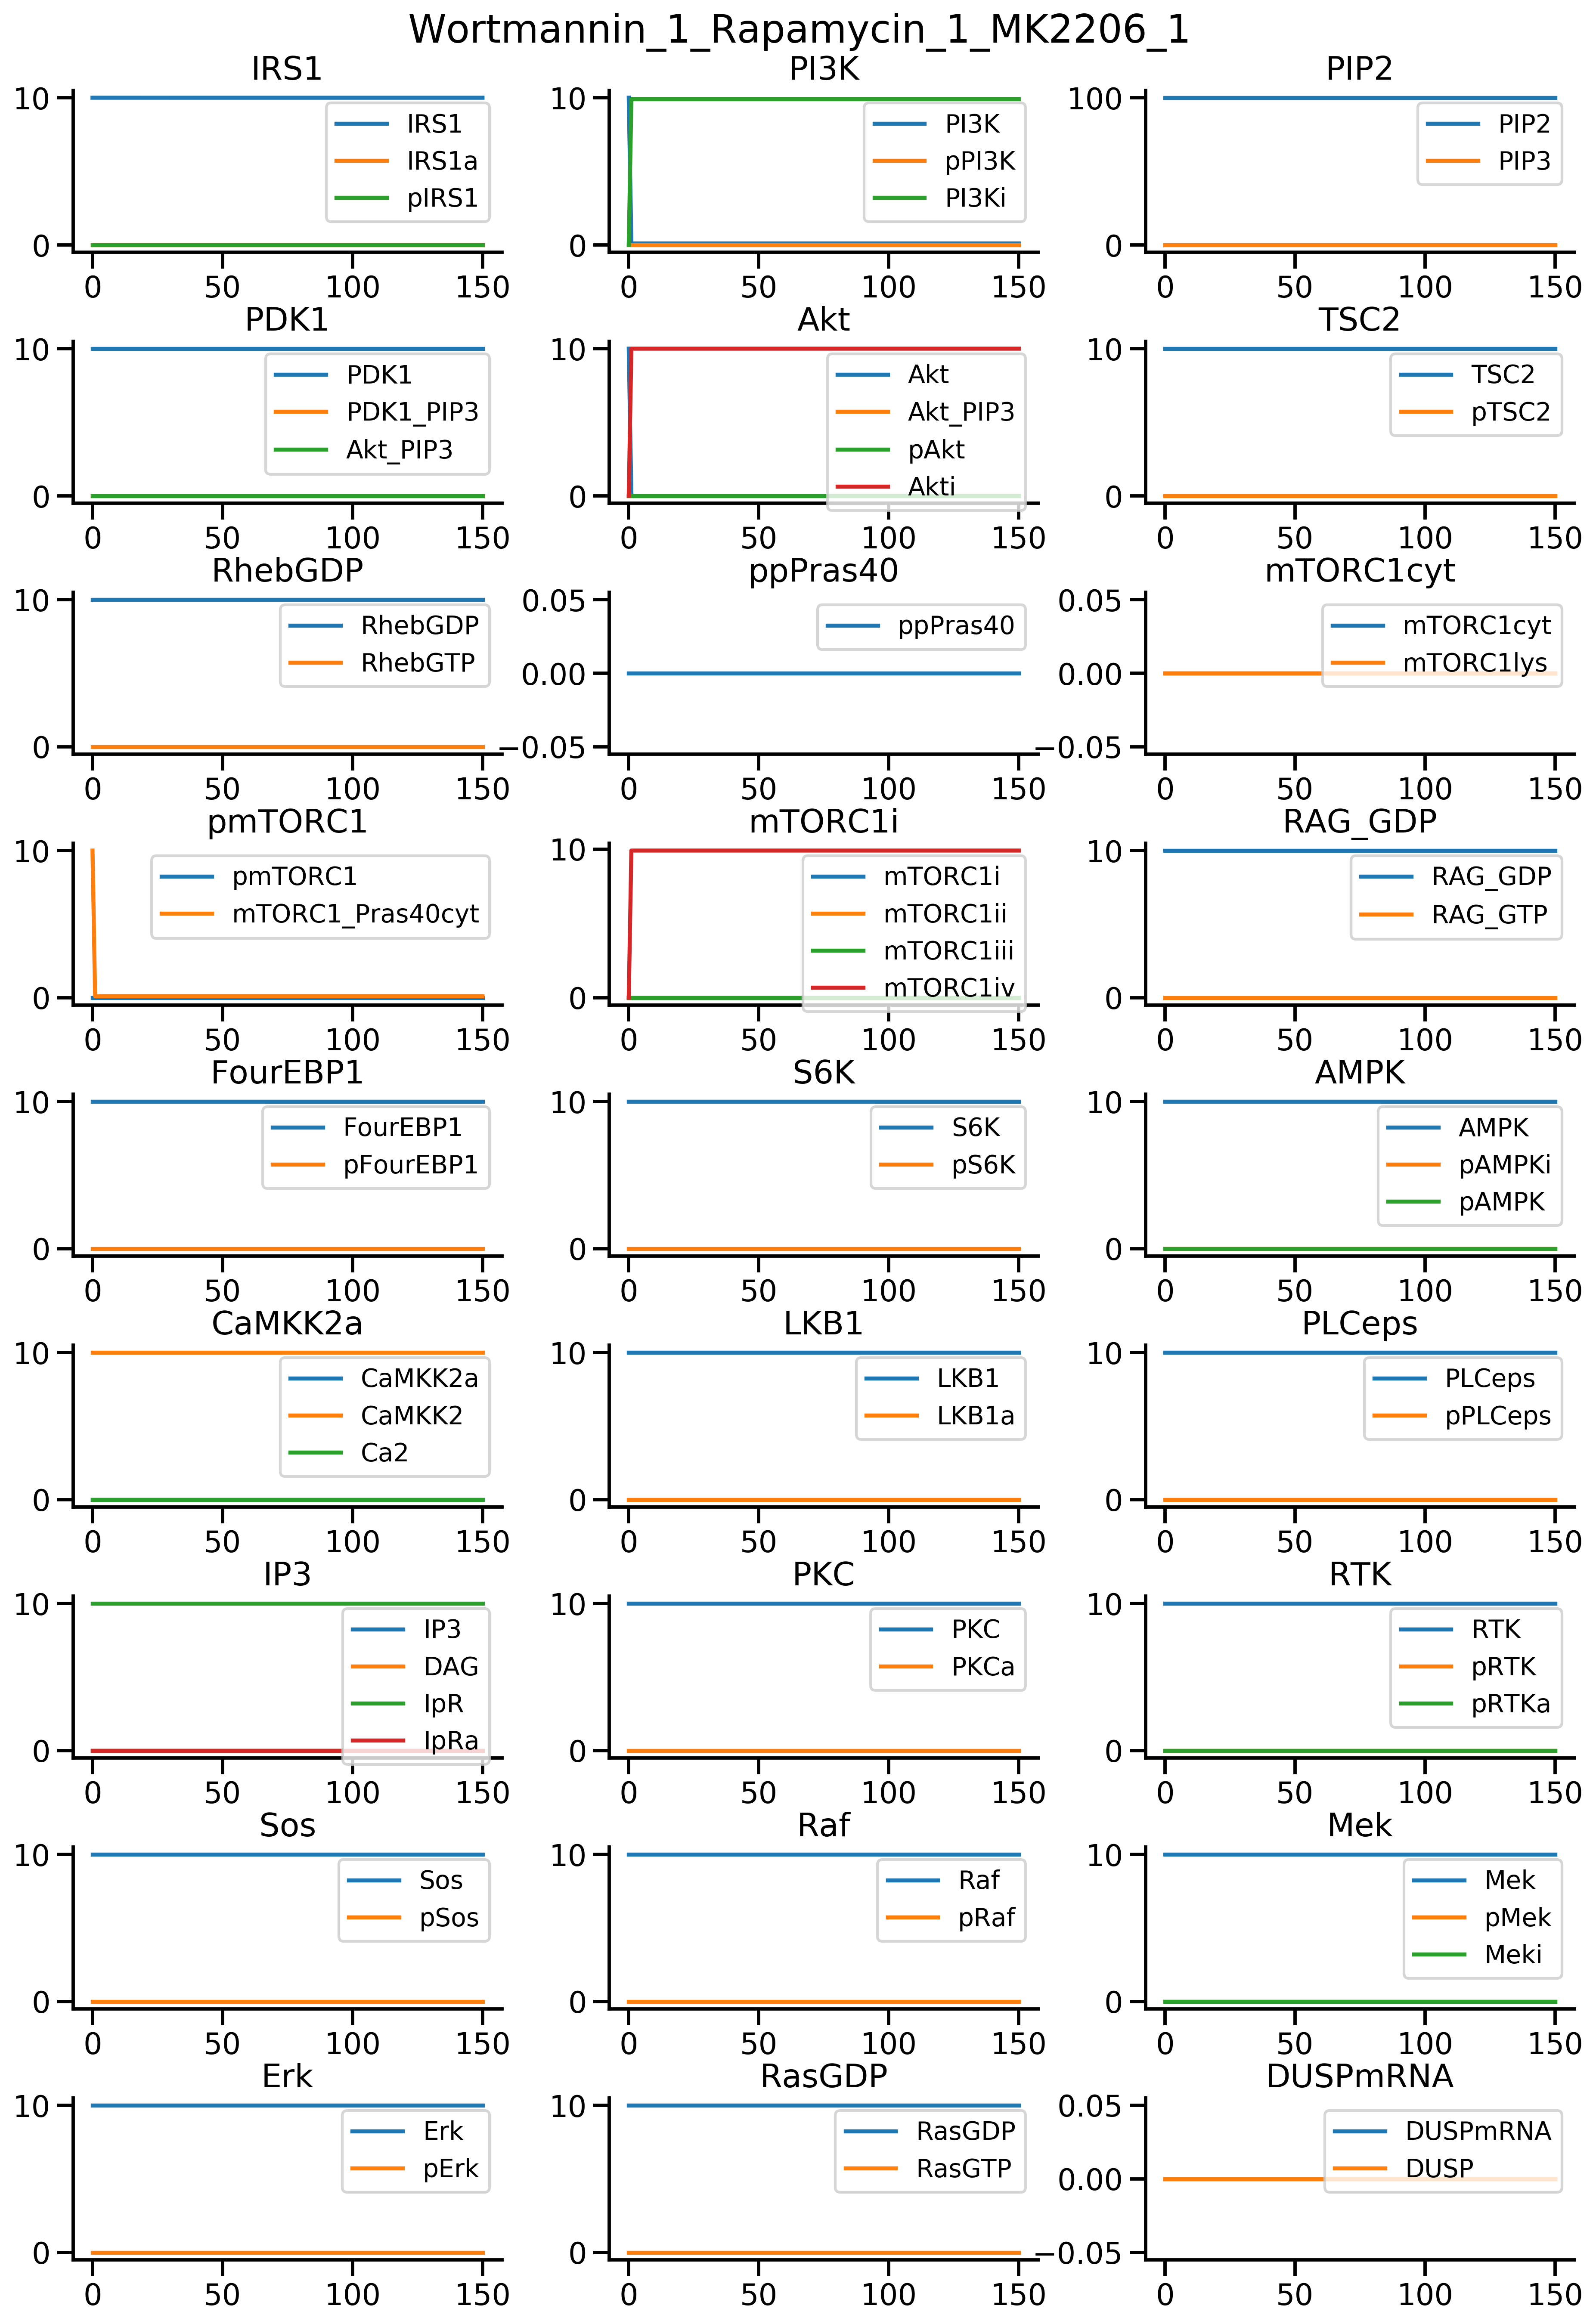 Wortmannin_1_Rapamycin_1_MK2206_1
IRS1
10
0
0 50 100 150
IRS1
IRS1a
pIRS1
PI3K
10
0
0 50 100 150
PI3K
pPI3K
PI3Ki
PIP2
100
0
0 50 100 150
PIP2
PIP3
PDK1
10
0
0 50 100 150
PDK1
PDK1_PIP3
Akt_PIP3
Akt
10
0
0 50 100 150
Akt
Akt_PIP3
pAkt
Akti
TSC2
10
0
0 50 100 150
TSC2
pTSC2
RhebGDP
10
0
0 50 100 150
RhebGDP
RhebGTP
ppPras40
0.05
0.00
−0.05
0 50 100 150
ppPras40
mTORC1cyt
0.05
0.00
−0.05
0 50 100 150
mTORC1cyt
mTORC1lys
pmTORC1
10
0
0 50 100 150
pmTORC1
mTORC1_Pras40cyt
mTORC1i
10
0
0 50 100 150
mTORC1i
mTORC1ii
mTORC1iii
mTORC1iv
RAG_GDP
10
0
0 50 100 150
RAG_GDP
RAG_GTP
FourEBP1
10
0
0 50 100 150
FourEBP1
pFourEBP1
S6K
10
0
0 50 100 150
S6K
pS6K
AMPK
10
0
0 50 100 150
AMPK
pAMPKi
pAMPK
CaMKK2a
10
0
0 50 100 150
CaMKK2a
CaMKK2
Ca2
LKB1
10
0
0 50 100 150
LKB1
LKB1a
PLCeps
10
0
0 50 100 150
PLCeps
pPLCeps
IP3
10
0
0 50 100 150
IP3
DAG
IpR
IpRa
PKC
10
0
0 50 100 150
PKC
PKCa
RTK
10
0
0 50 100 150
RTK
pRTK
pRTKa
Sos
10
0
0 50 100 150
Sos
pSos
Raf
10
0
0 50 100 150
Raf
pRaf
Mek
10
0
0 50 100 150
Mek
pMek
Meki
Erk
10
0
0 50 100 150
Erk
pErk
RasGDP
10
0
0 50 100 150
RasGDP
RasGTP
DUSPmRNA
0.05
0.00
−0.05
0 50 100 150
DUSPmRNA
DUSP